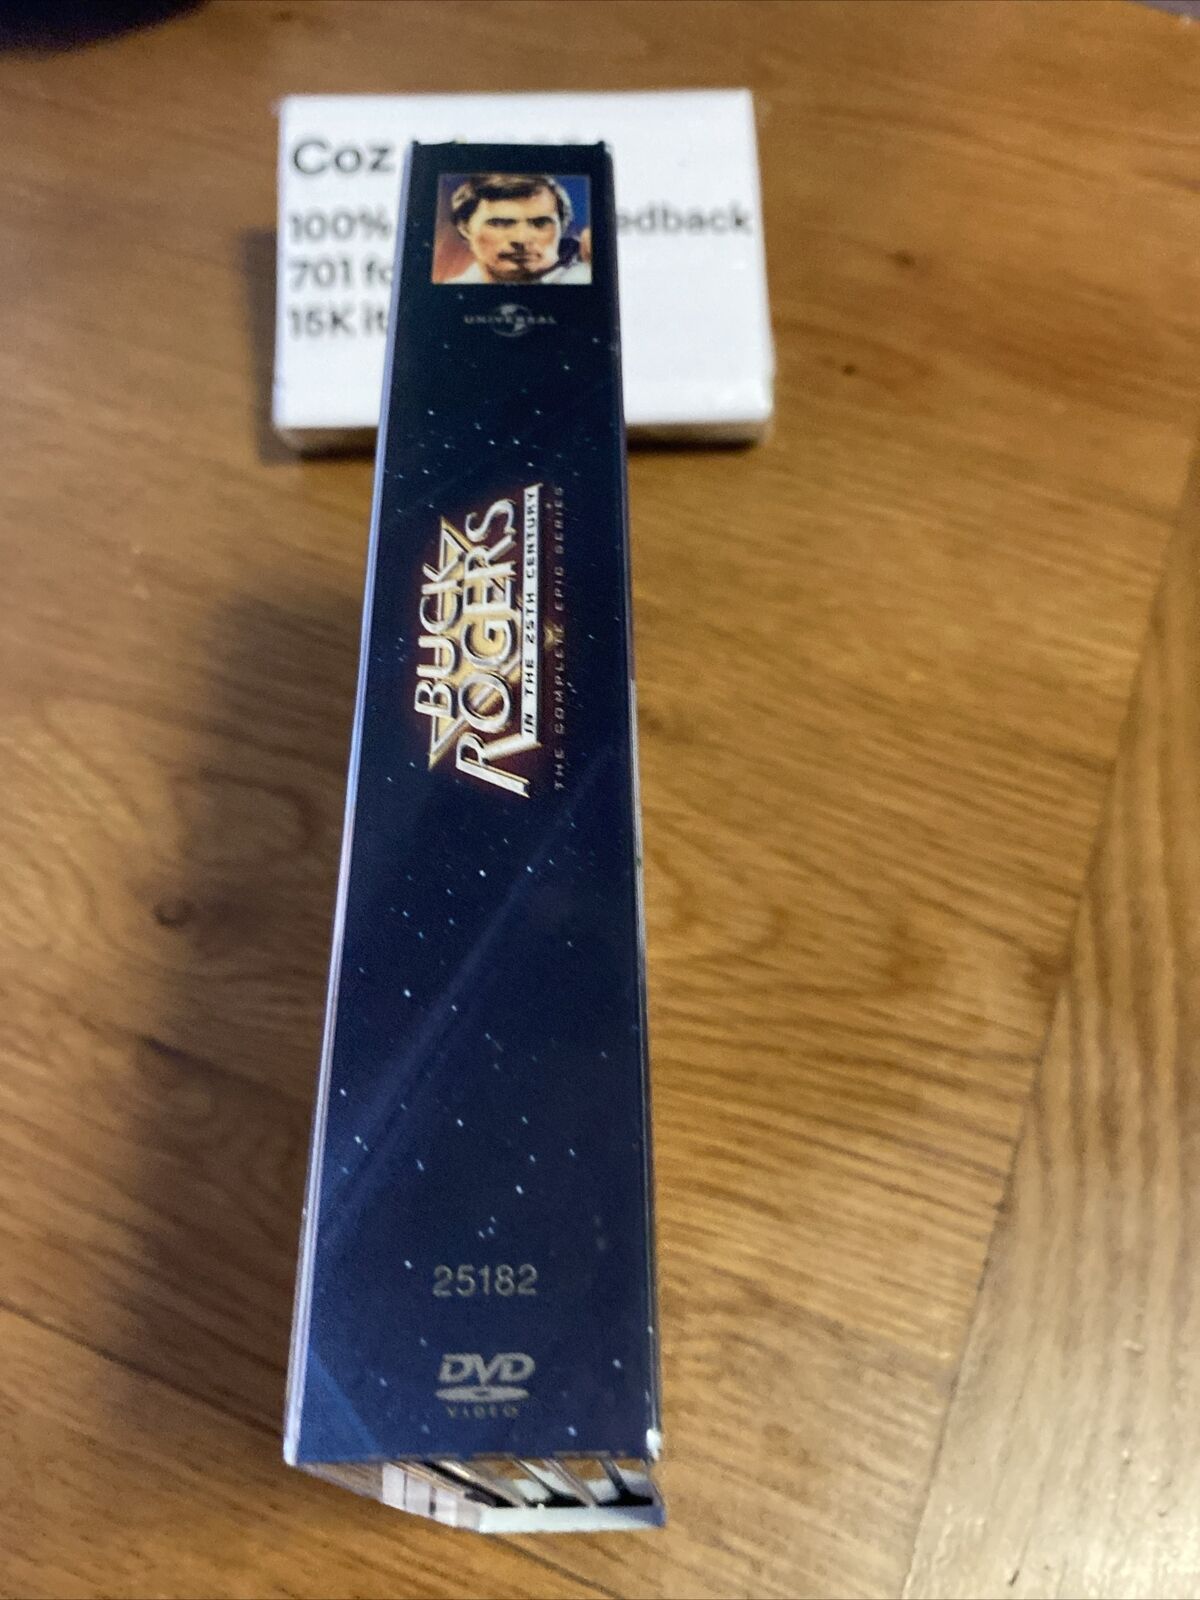 Coz
100%
edback
701 fo
15K it
UNIVERSAL
BUCK
ROGERS
IN THE 25TH CENTURY
THE COMPLETE EPIC SERIES
25182
DVD
VIDEO